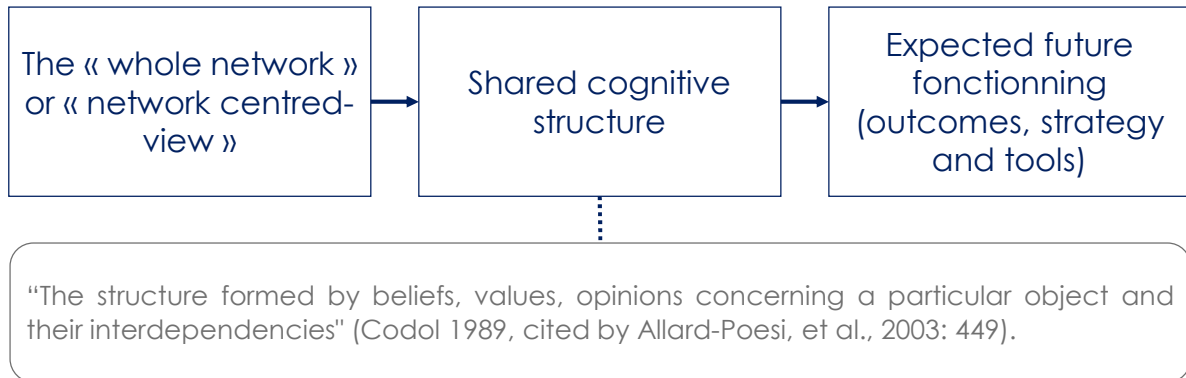 The « whole network »
or « network centred-
view »
Shared cognitive
structure
Expected future
fonctionning
(outcomes, strategy
and tools)
“The structure formed by beliefs, values, opinions concerning a particular object and
their interdependencies" (Codol 1989, cited by Allard-Poesi, et al., 2003: 449).